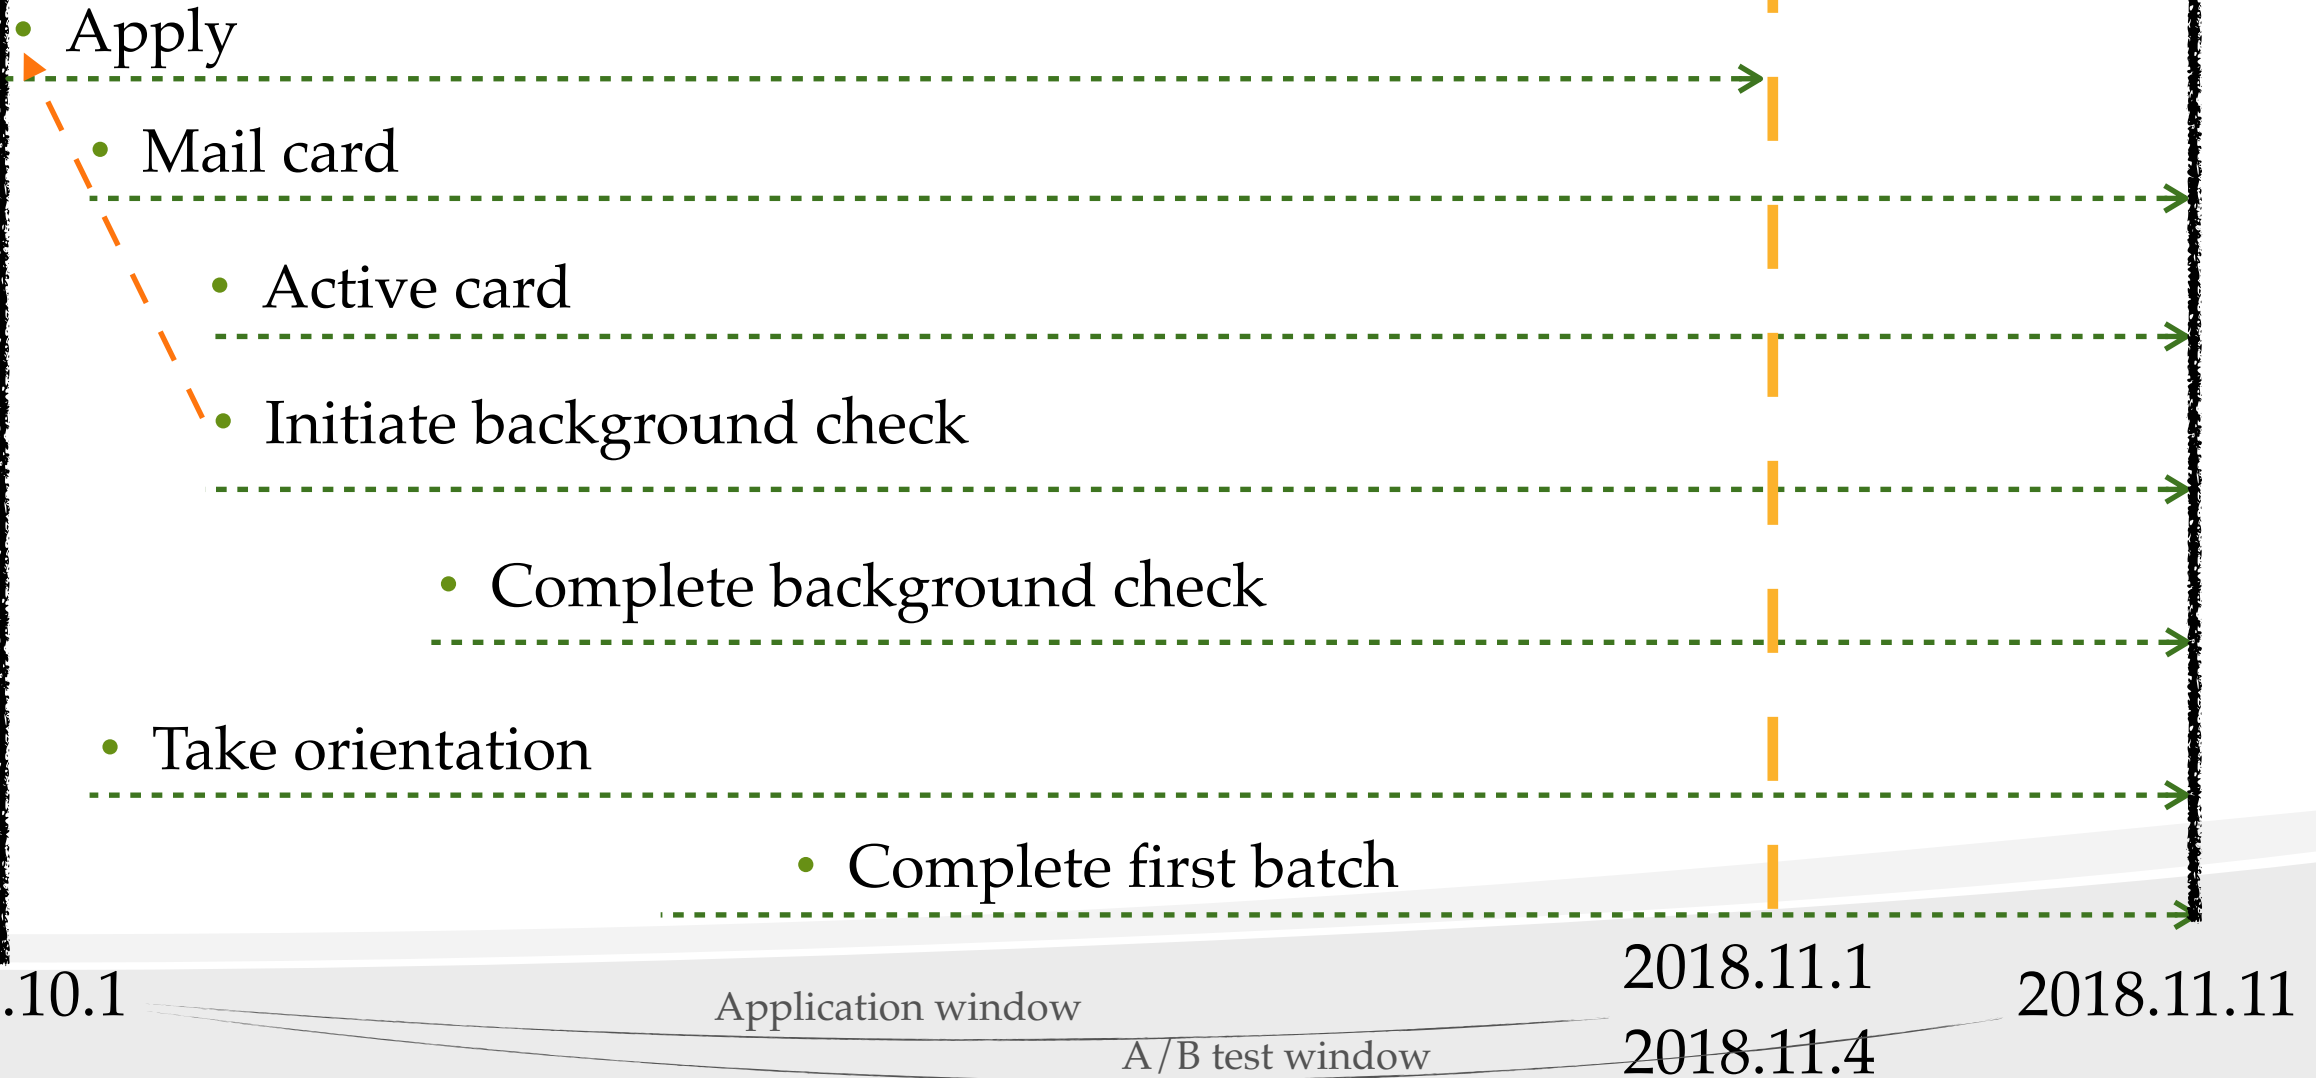 • Apply
• Mail card
• Active card
• Initiate background check
• Complete background check
• Take orientation
• Complete first batch
.10.1
2018.11.1
2018.11.11
Application window
2018.11.4
A/B test window